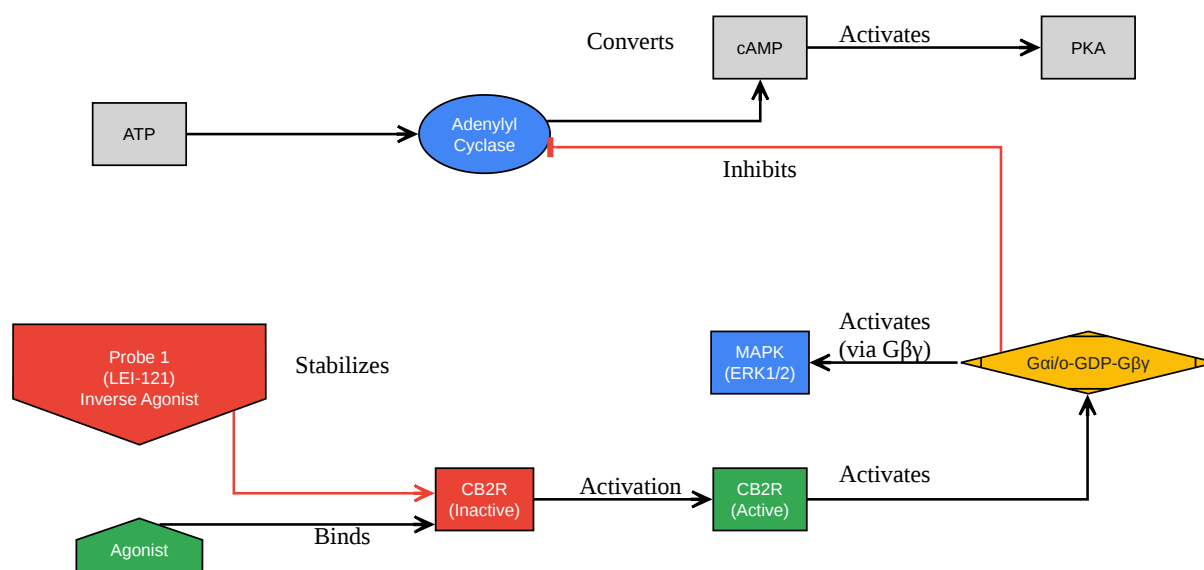 Converts
cAMP
Activates
PKA
ATP
Adenylyl
Cyclase
Inhibits
Probe 1
(LEI-121)
Inverse Agonist
Stabilizes
MAPK
(ERK1/2)
Activates
(via Gβγ)
Gαi/o-GDP-Gβγ
CB2R
(Inactive)
Activation
CB2R
(Active)
Activates
Agonist
Binds